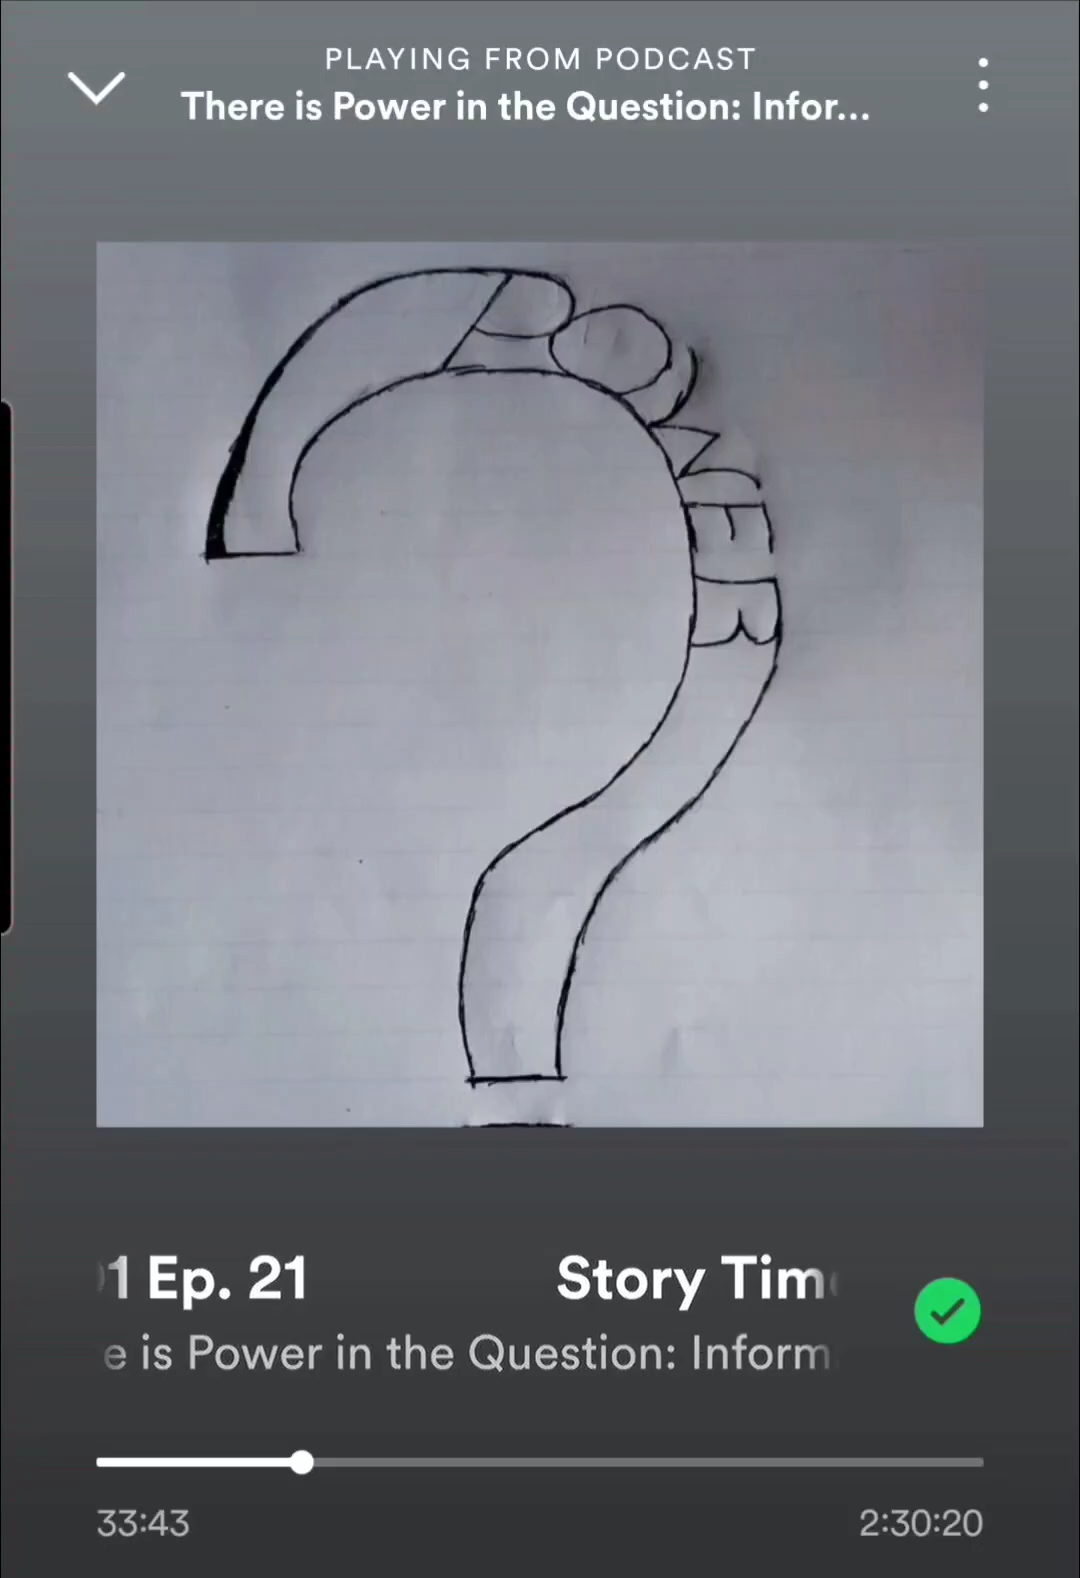 PLAYING FROM PODCAST
There is Power in the Question: Infor...
POWER
1 Ep. 21 Story Tim
e is Power in the Question: Inform
33:43 2:30:20